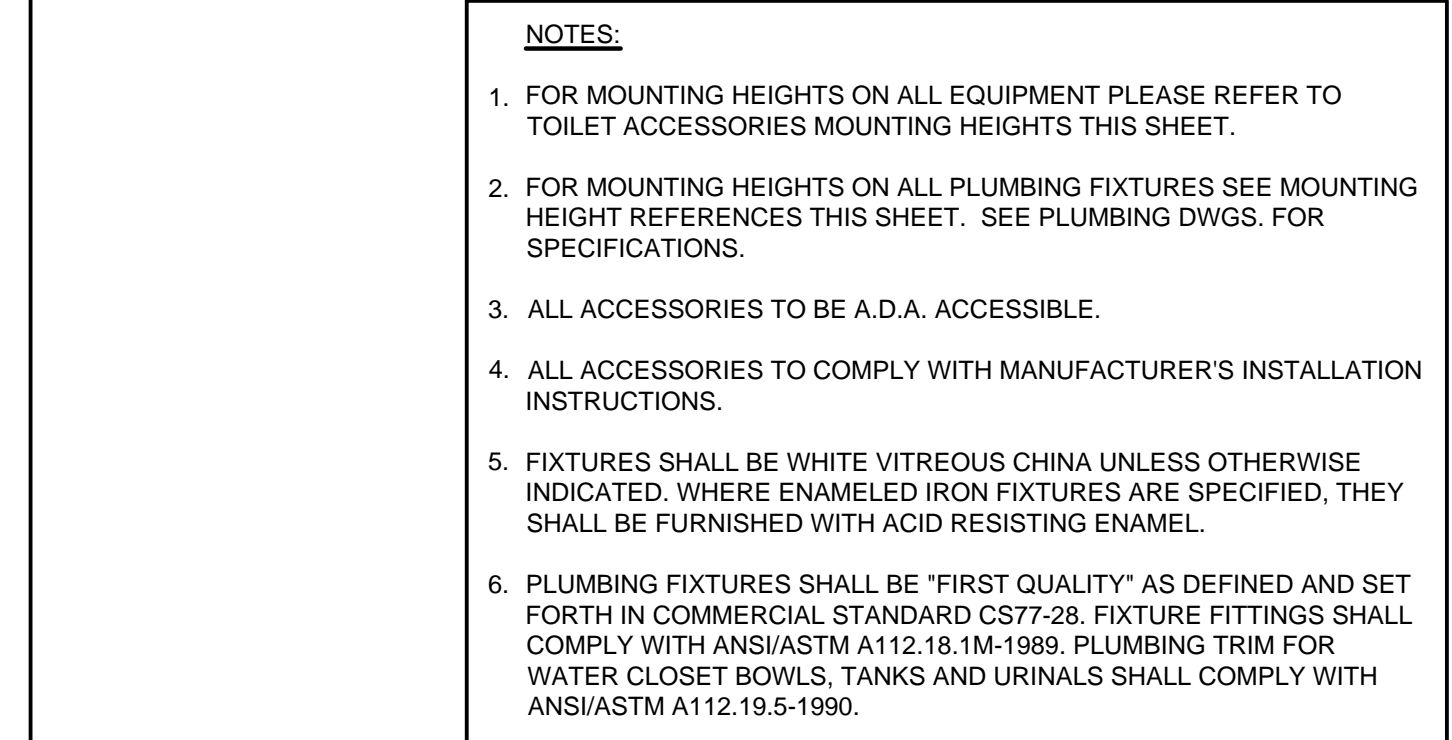 NOTES:
1. FOR MOUNTING HEIGHTS ON ALL EQUIPMENT PLEASE REFER TO
TOILET ACCESSORIES MOUNTING HEIGHTS THIS SHEET.
2. FOR MOUNTING HEIGHTS ON ALL PLUMBING FIXTURES SEE MOUNTING
HEIGHT REFERENCES THIS SHEET.  SEE PLUMBING DWGS. FOR
SPECIFICATIONS.
3. ALL ACCESSORIES TO BE A.D.A. ACCESSIBLE.
4. ALL ACCESSORIES TO COMPLY WITH MANUFACTURER'S INSTALLATION
INSTRUCTIONS.
5. FIXTURES SHALL BE WHITE VITREOUS CHINA UNLESS OTHERWISE
INDICATED. WHERE ENAMELED IRON FIXTURES ARE SPECIFIED, THEY
SHALL BE FURNISHED WITH ACID RESISTING ENAMEL.
6. PLUMBING FIXTURES SHALL BE "FIRST QUALITY" AS DEFINED AND SET
FORTH IN COMMERCIAL STANDARD CS77-28. FIXTURE FITTINGS SHALL
COMPLY WITH ANSI/ASTM A112.18.1M-1989. PLUMBING TRIM FOR
WATER CLOSET BOWLS, TANKS AND URINALS SHALL COMPLY WITH
ANSI/ASTM A112.19.5-1990.